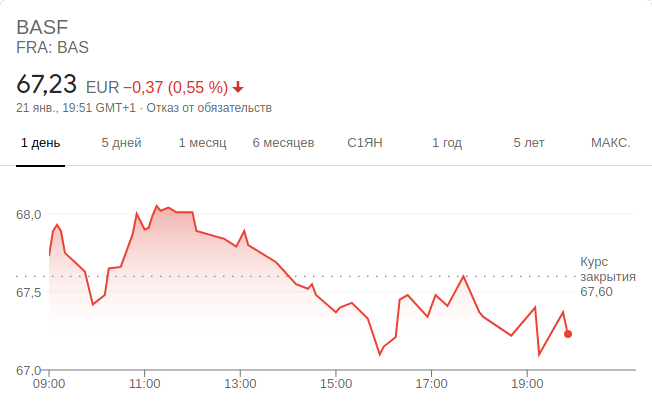 BASF
FRA: BAS
67,23 EUR −0,37 (0,55 %)
21 янв., 19:51 GMT+1 · Отказ от обязательств
1 день 5 дней 1 месяц 6 месяцев С1ЯН 1 год 5 лет МАКС.
68,0
Курс
закрытия
67,60
67,5
67,0
09:00 11:00 13:00 15:00 17:00 19:00